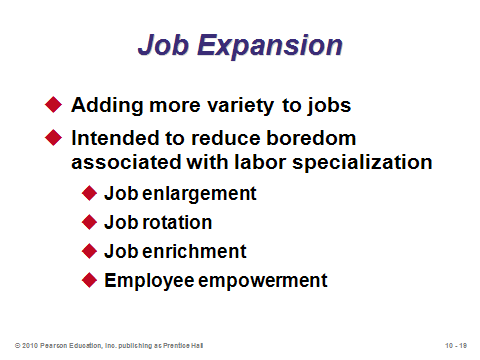 Job Expansion
Adding more variety to jobs
Intended to reduce boredom
associated with labor specialization
Job enlargement
Job rotation
Job enrichment
Employee empowerment
© 2010 Pearson Education, Inc. publishing as Prentice Hall
10 - 19